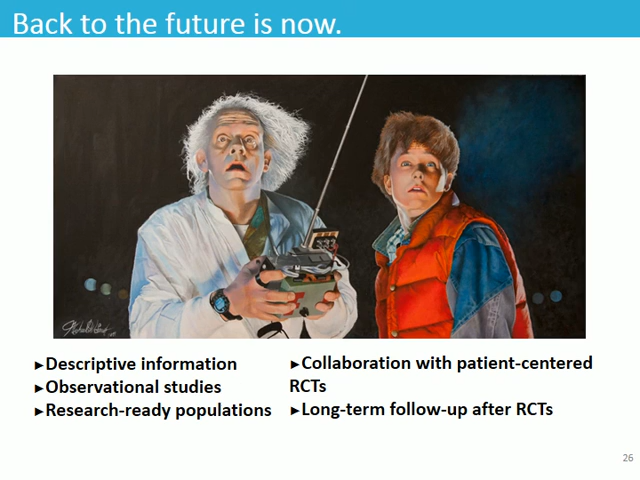 Back to the future is now.
►Descriptive information
►Observational studies
►Research-ready populations
►Collaboration with patient-centered
RCTs
►Long-term follow-up after RCTs
26